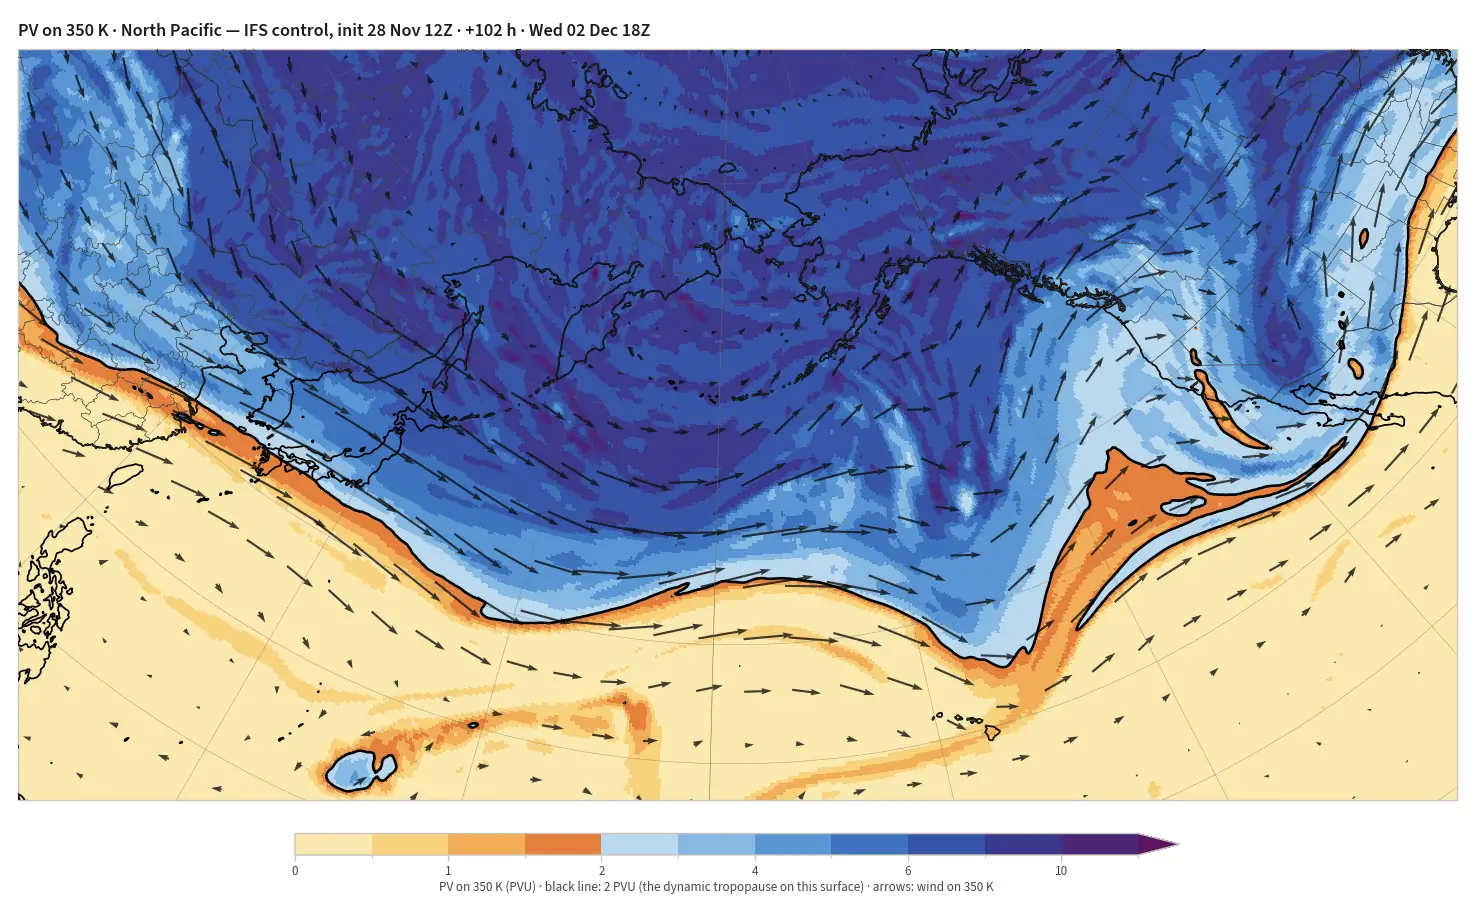 PV on 350 K · North Pacific — IFS control, init 28 Nov 12Z · +102 h · Wed 02 Dec 18Z
0 1 2 4 6 10
PV on 350 K (PVU) · black line: 2 PVU (the dynamic tropopause on this surface) · arrows: wind on 350 K